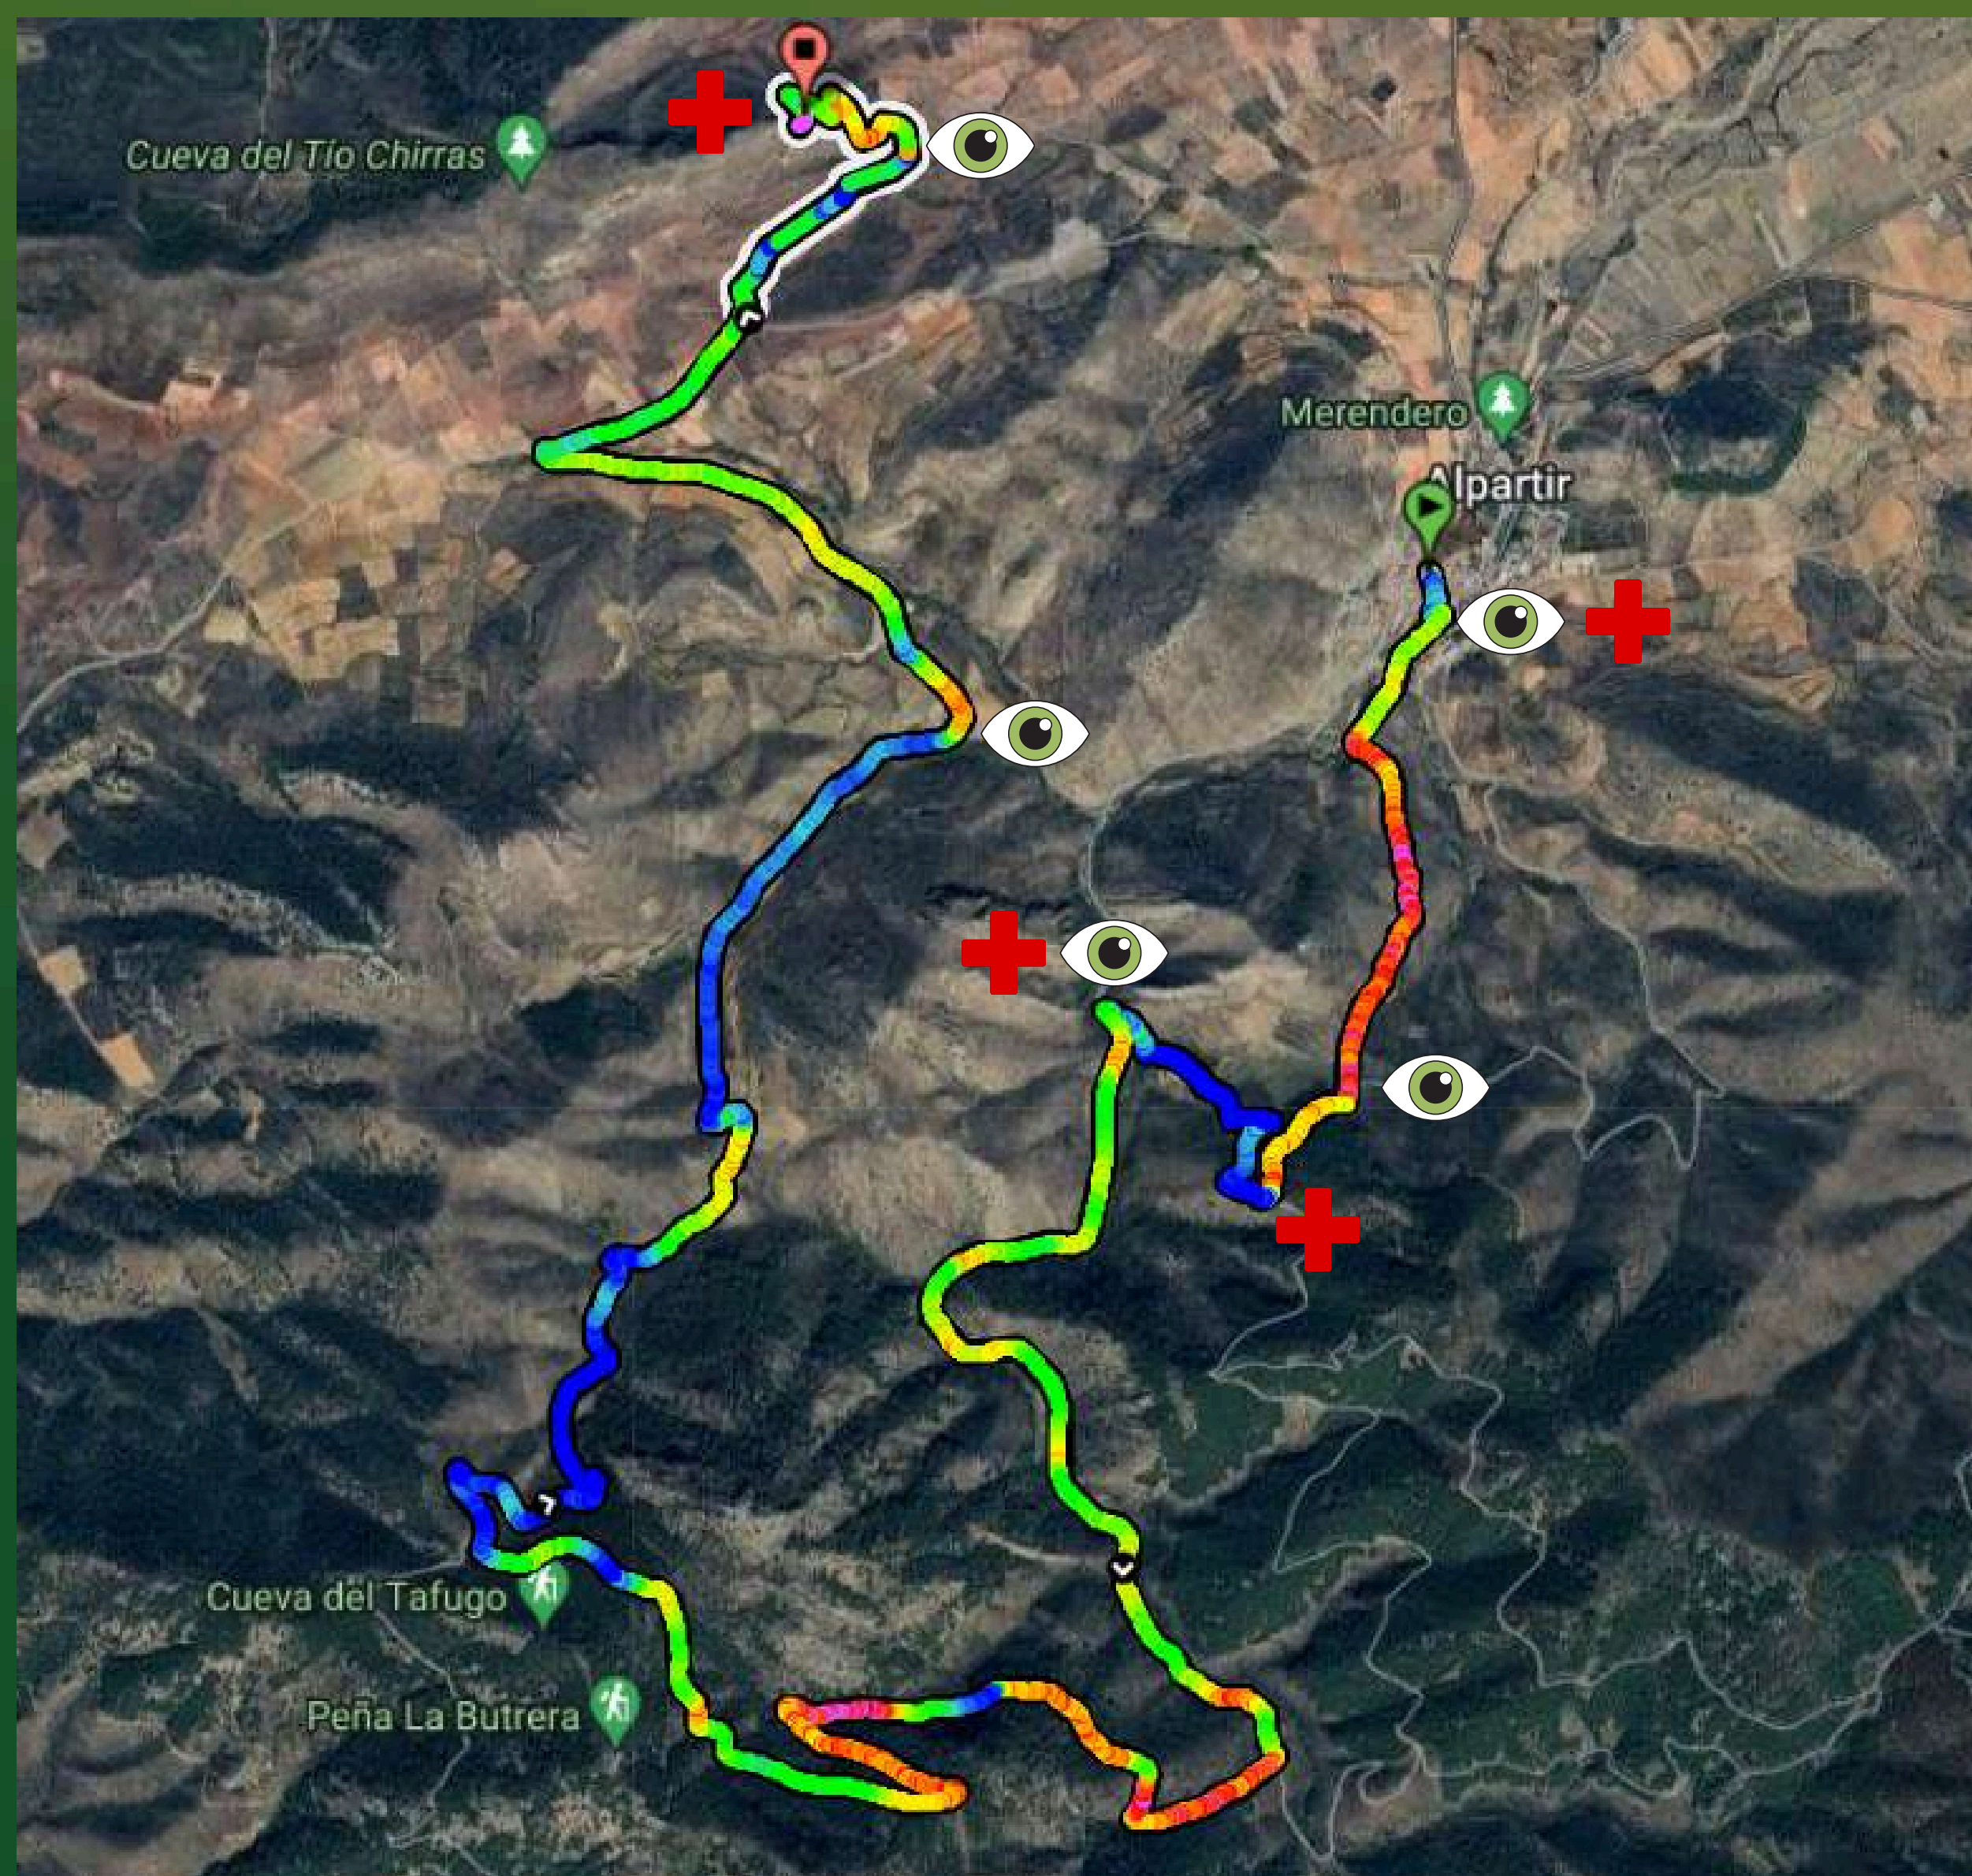 Cueva del Tío Chirras
Merendero
Alpartir
Cueva del Tafugo
Peña La Butrera